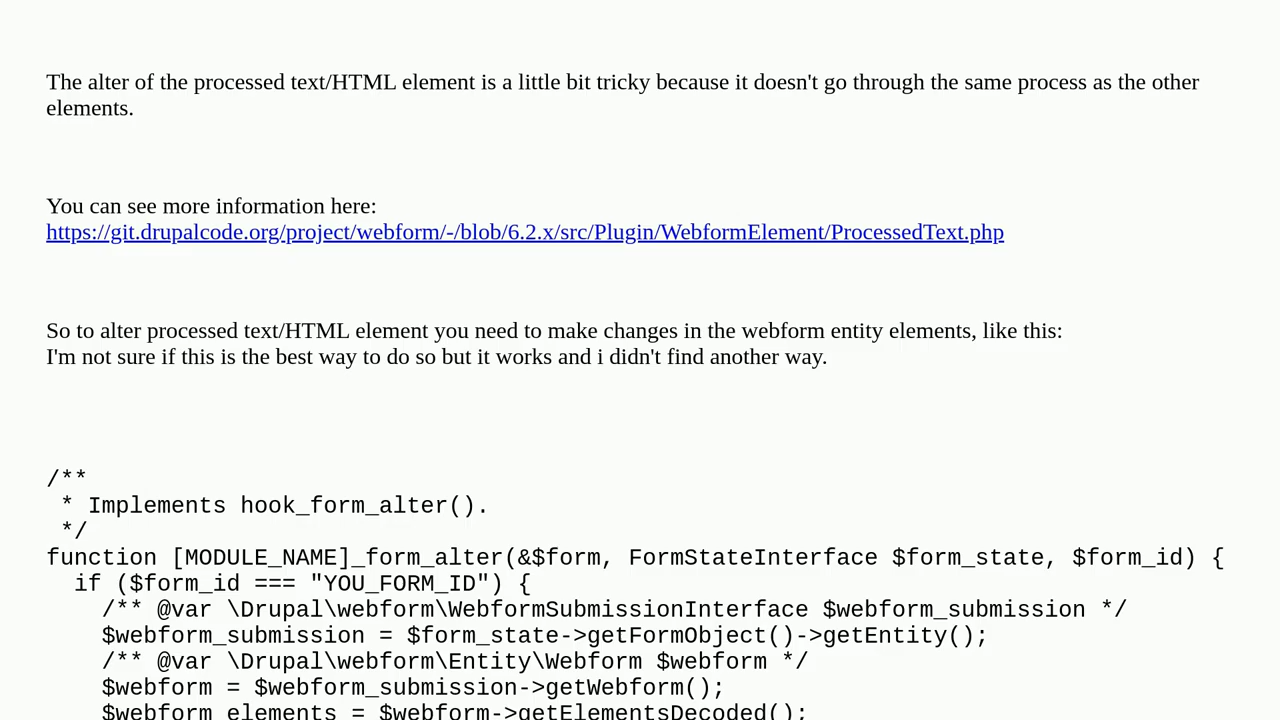 The alter of the processed text/HTML element is a little bit tricky because it doesn't go through the same process as the other
elements.
You can see more information here:
https://git.drupalcode.org/project/webform/-/blob/6.2.x/src/Plugin/WebformElement/ProcessedText.php
So to alter processed text/HTML element you need to make changes in the webform entity elements, like this:
I'm not sure if this is the best way to do so but it works and i didn't find another way.
/**
 * Implements hook_form_alter().
 */
function [MODULE_NAME]_form_alter(&$form, FormStateInterface $form_state, $form_id) {
  if ($form_id === "YOU_FORM_ID") {
    /** @var \Drupal\webform\WebformSubmissionInterface $webform_submission */
    $webform_submission = $form_state->getFormObject()->getEntity();
    /** @var \Drupal\webform\Entity\Webform $webform */
    $webform = $webform_submission->getWebform();
    $webform_elements = $webform->getElementsDecoded();